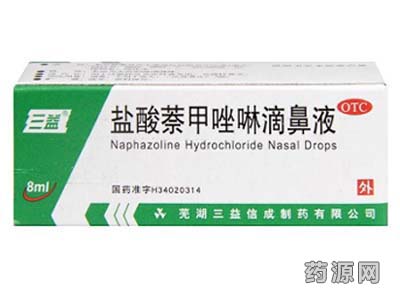 三益®
盐酸萘甲唑啉滴鼻液
OTC
Naphazoline Hydrochloride Nasal Drops
8ml
国药准字H34020314
外
芜湖三益信成制药有限公司
药源网